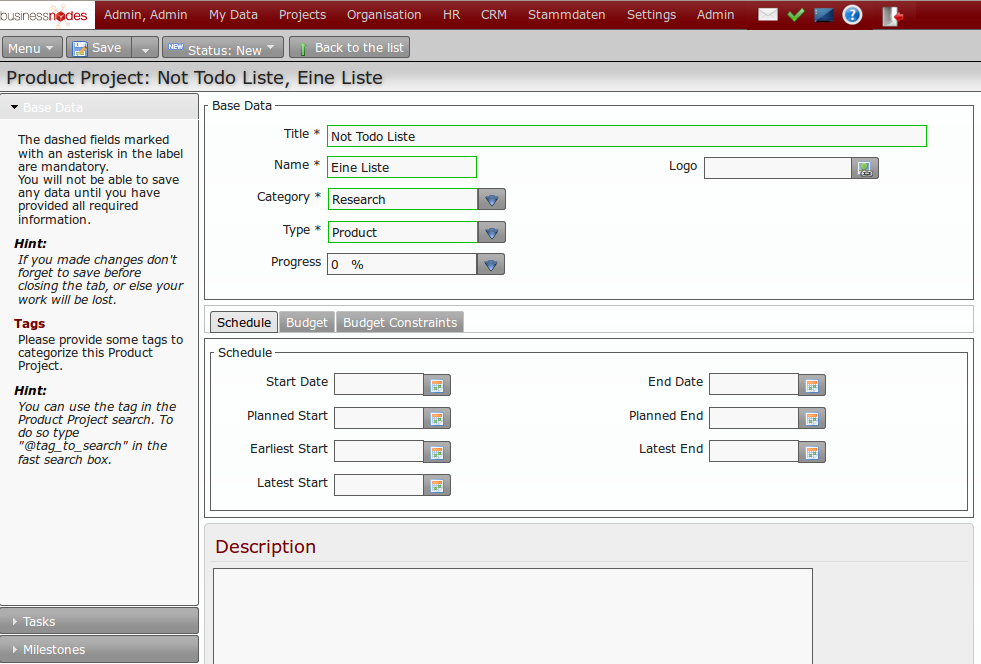 businessnodes Admin, Admin My Data Projects Organisation HR CRM Stammdaten Settings Admin
Menu Save NEW Status: New Back to the list
Product Project: Not Todo Liste, Eine Liste
Base Data
The dashed fields marked
with an asterisk in the label
are mandatory.
You will not be able to save
any data until you have
provided all required
information.
Hint:
If you made changes don't
forget to save before
closing the tab, or else your
work will be lost.
Tags
Please provide some tags to
categorize this Product
Project.
Hint:
You can use the tag in the
Product Project search. To
do so type
"@tag_to_search" in the
fast search box.
Tasks
Milestones
Base Data
Title * Not Todo Liste
Name * Eine Liste Logo
Category * Research
Type * Product
Progress 0 %
Schedule Budget Budget Constraints
Schedule
Start Date End Date
Planned Start Planned End
Earliest Start Latest End
Latest Start
Description